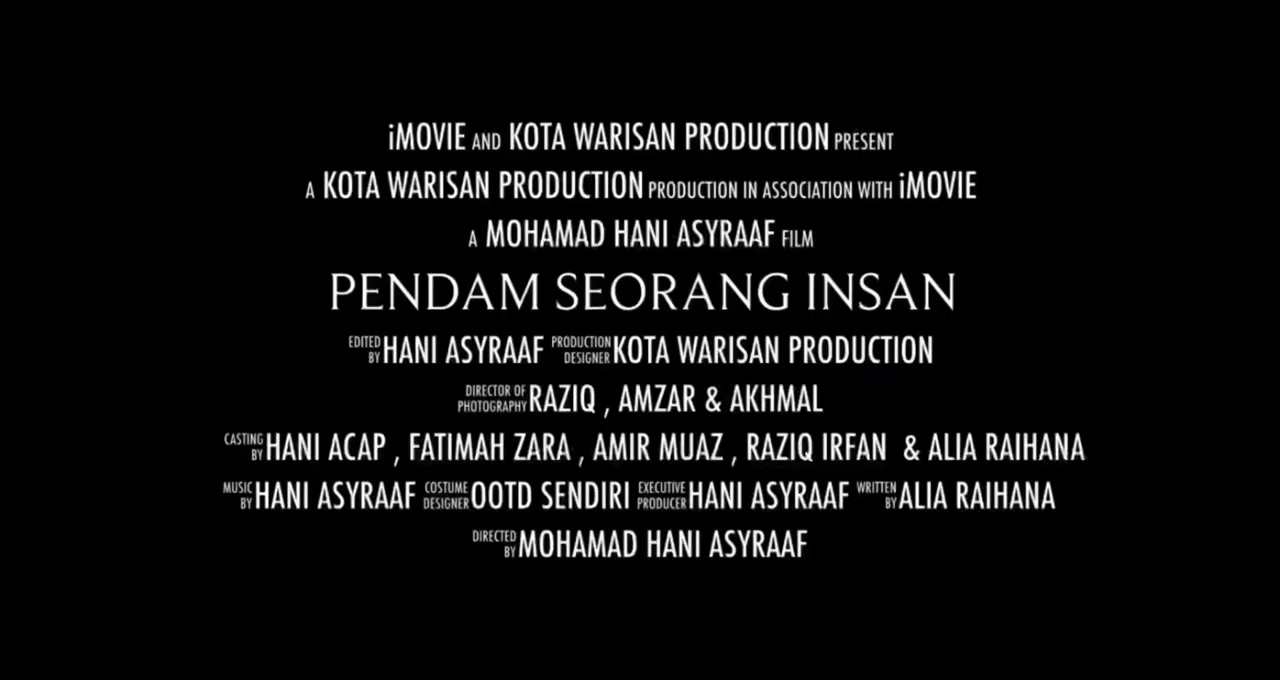 iMOVIE AND KOTA WARISAN PRODUCTION PRESENT
A KOTA WARISAN PRODUCTION PRODUCTION IN ASSOCIATION WITH iMOVIE
A MOHAMAD HANI ASYRAAF FILM
PENDAM SEORANG INSAN
EDITED BY HANI ASYRAAF PRODUCTION DESIGNER KOTA WARISAN PRODUCTION
DIRECTOR OF PHOTOGRAPHY RAZIQ , AMZAR & AKHMAL
CASTING BY HANI ACAP , FATIMAH ZARA , AMIR MUAZ , RAZIQ IRFAN & ALIA RAIHANA
MUSIC BY HANI ASYRAAF COSTUME DESIGNER OOTD SENDIRI EXECUTIVE PRODUCER HANI ASYRAAF WRITTEN BY ALIA RAIHANA
DIRECTED BY MOHAMAD HANI ASYRAAF